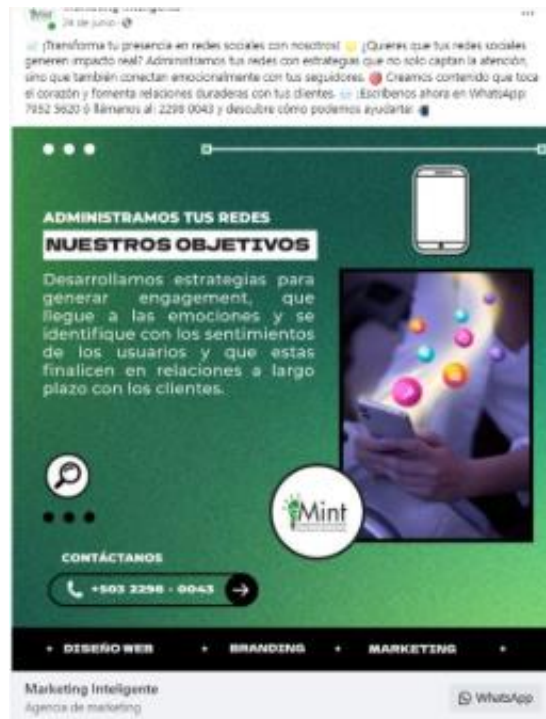 Marketing Inteligente
24 de junio
¡Transforma tu presencia en redes sociales con nosotros! ¿Quieres que tus redes sociales
generen impacto real? Administramos tus redes con estrategias que no solo captan la atención,
sino que también conectan emocionalmente con tus seguidores. Creamos contenido que toca
el corazón y fomenta relaciones duraderas con tus clientes. ¡Escríbenos ahora en WhatsApp:
7952 5620 ó llámanos al: 2298 0043 y descubre cómo podemos ayudarte!
ADMINISTRAMOS TUS REDES
NUESTROS OBJETIVOS
Desarrollamos estrategias para
generar engagement, que
llegue a las emociones y se
identifique con los sentimientos
de los usuarios y que estas
finalicen en relaciones a largo
plazo con los clientes.
Mint
CONTÁCTANOS
+503 2298 - 0043
+ DISEÑO WEB + BRANDING + MARKETING +
Marketing Inteligente
Agencia de marketing
WhatsApp